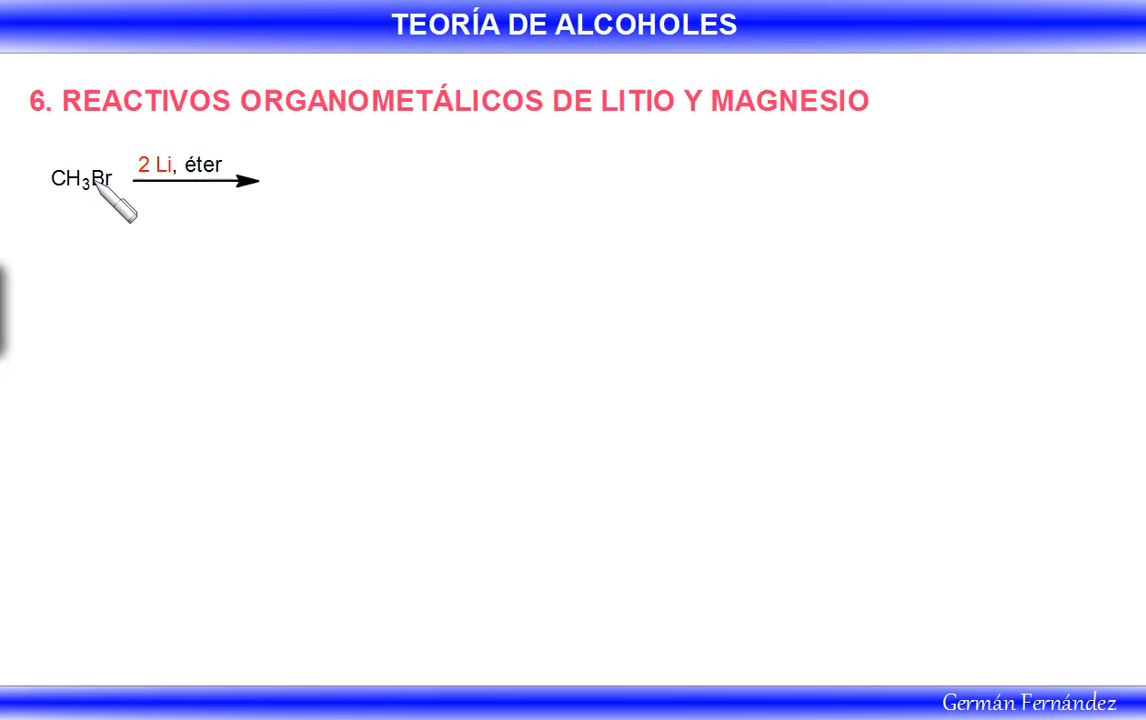 TEORÍA DE ALCOHOLES
6. REACTIVOS ORGANOMETÁLICOS DE LITIO Y MAGNESIO
2 Li, éter
CH₃Br
Germán Fernández